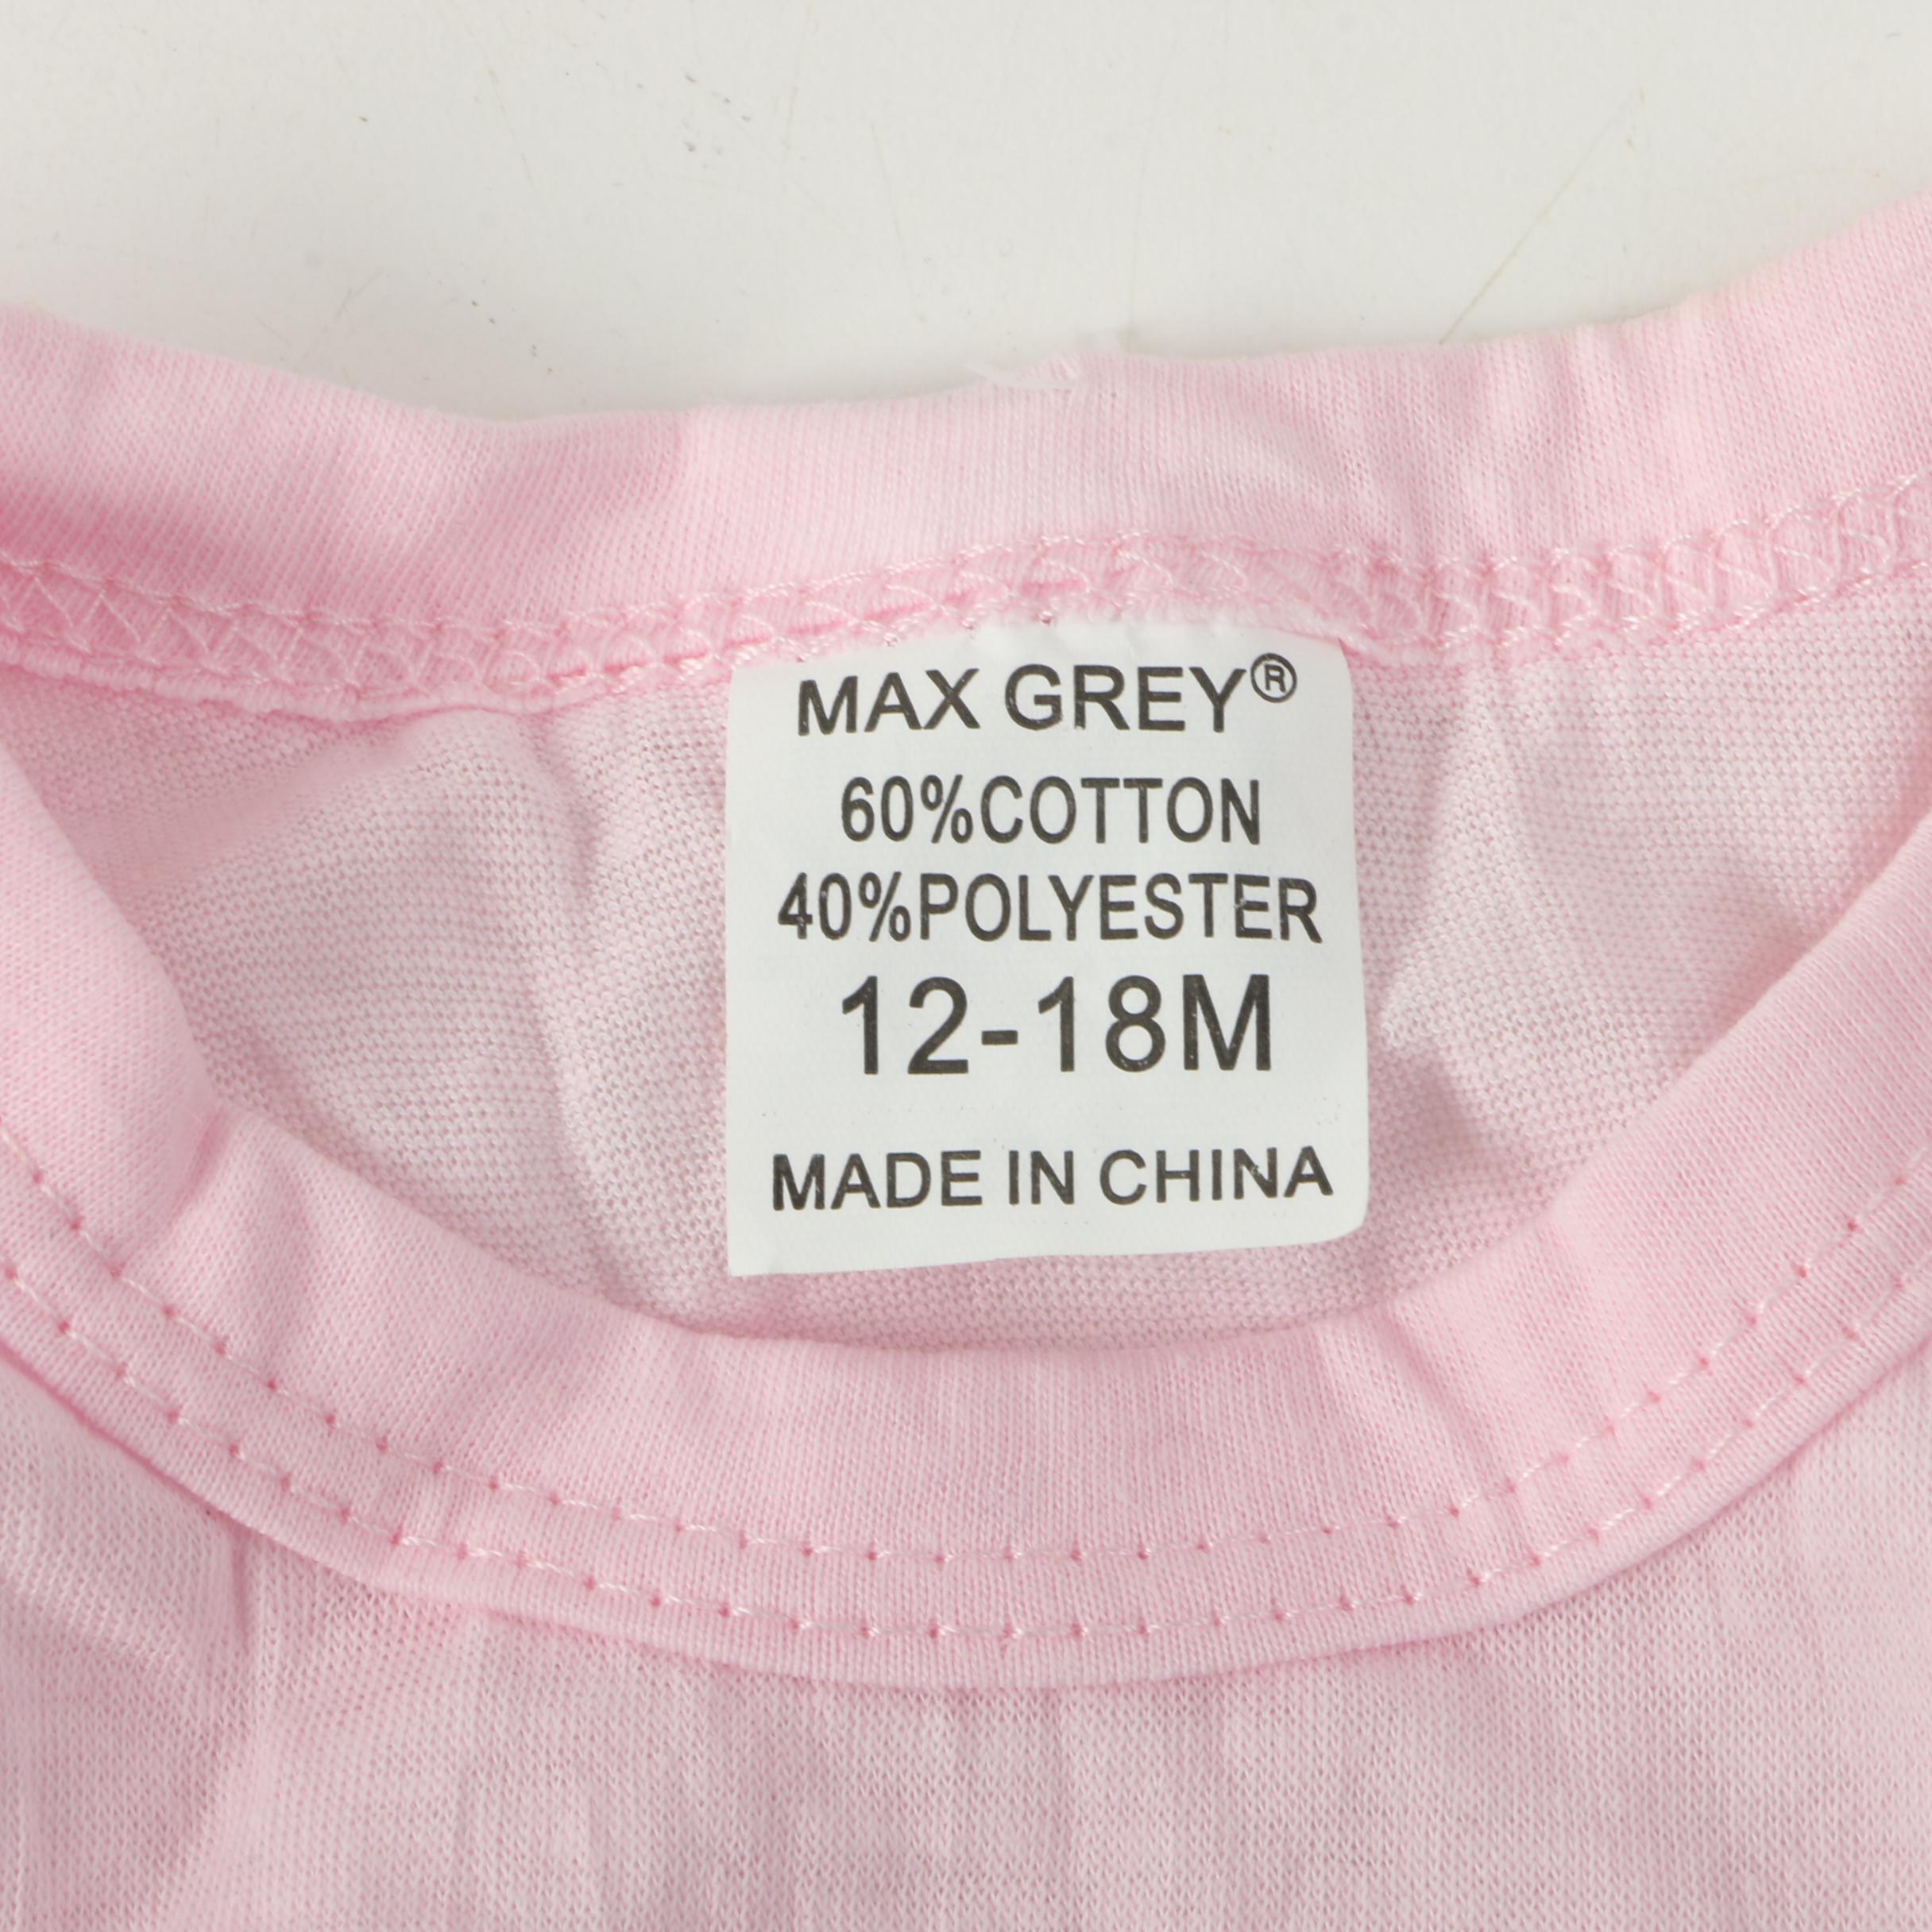 MAX GREY®
60%COTTON
40%POLYESTER
12-18M
MADE IN CHINA